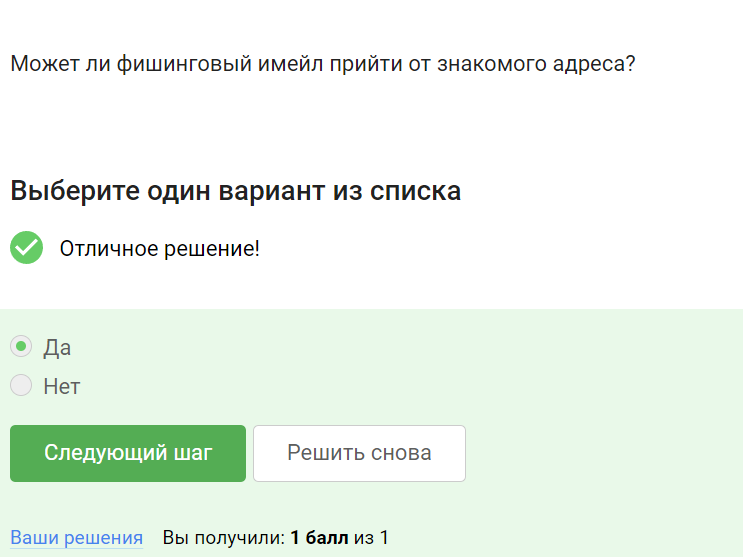 Может ли фишинговый имейл прийти от знакомого адреса?
Выберите один вариант из списка
Отличное решение!
Да
Нет
Следующий шаг Решить снова
Ваши решения Вы получили: 1 балл из 1